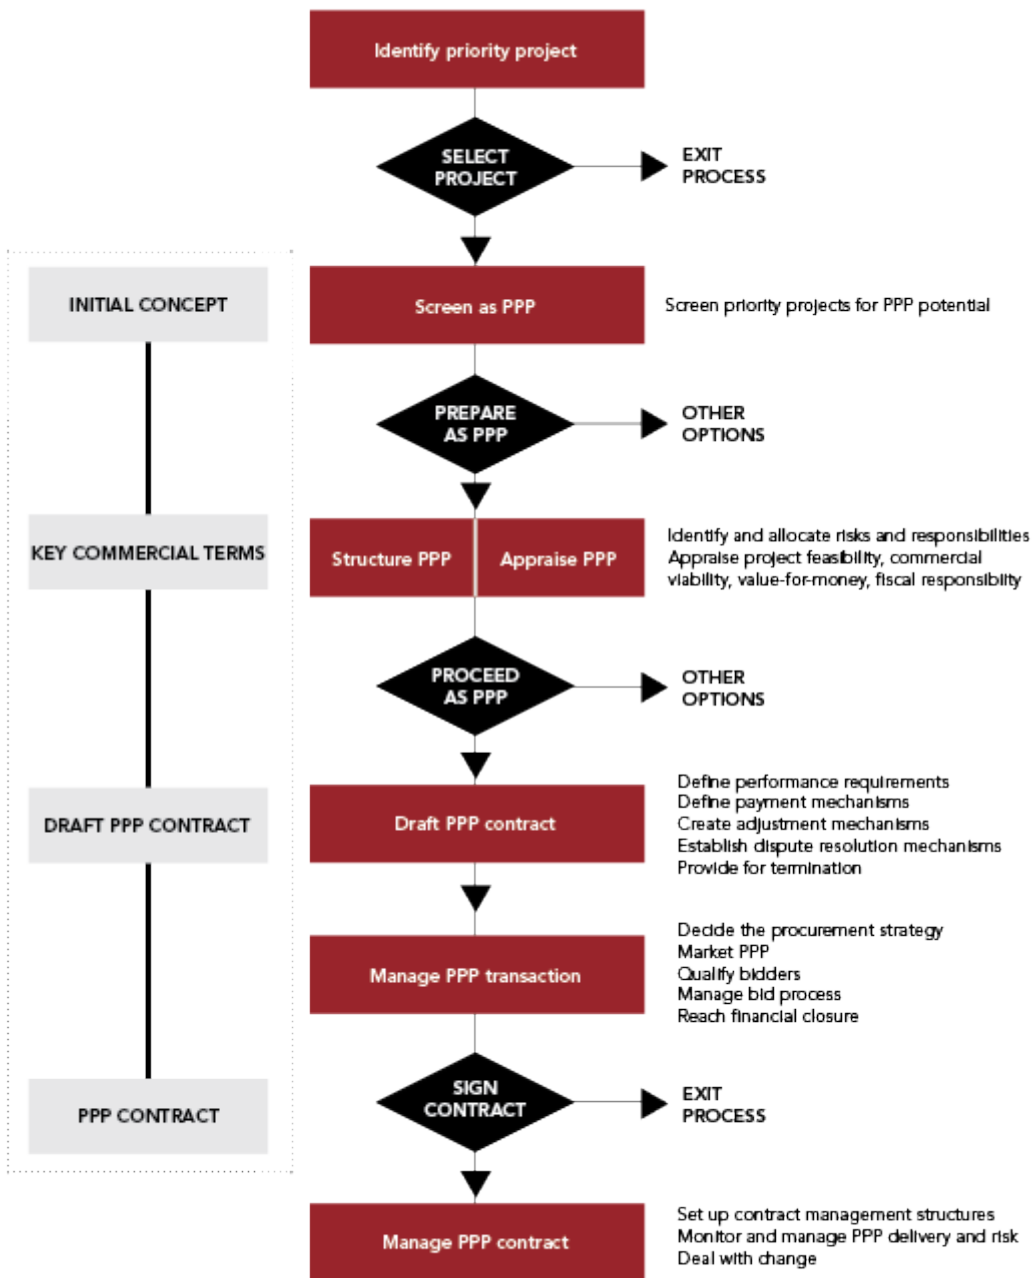 Identify priority project
SELECT
PROJECT
EXIT
PROCESS
INITIAL CONCEPT
Screen as PPP
Screen priority projects for PPP potential
PREPARE
AS PPP
OTHER
OPTIONS
KEY COMMERCIAL TERMS
Structure PPP
Appraise PPP
Identify and allocate risks and responsibilities
Appraise project feasibility, commercial
viability, value-for-money, fiscal responsiblity
PROCEED
AS PPP
OTHER
OPTIONS
DRAFT PPP CONTRACT
Draft PPP contract
Define performance requirements
Define payment mechanisms
Create adjustment mechanisms
Establish dispute resolution mechanisms
Provide for termination
Manage PPP transaction
Decide the procurement strategy
Market PPP
Qualify bidders
Manage bid process
Reach financial closure
SIGN
CONTRACT
EXIT
PROCESS
PPP CONTRACT
Manage PPP contract
Set up contract management structures
Monitor and manage PPP delivery and risk
Deal with change